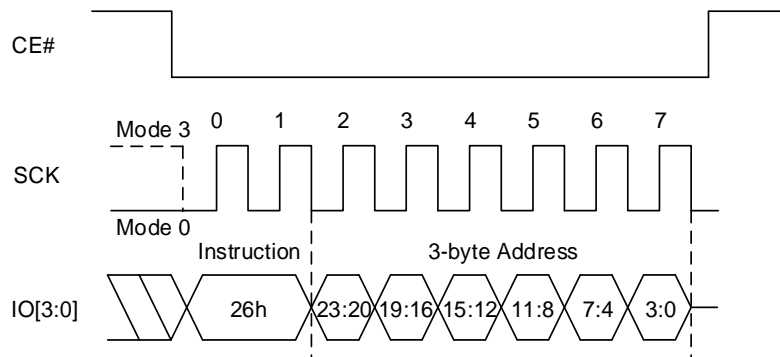 CE#
Mode 3 0 1 2 3 4 5 6 7
SCK
Mode 0
Instruction 3-byte Address
IO[3:0] 26h 23:20 19:16 15:12 11:8 7:4 3:0